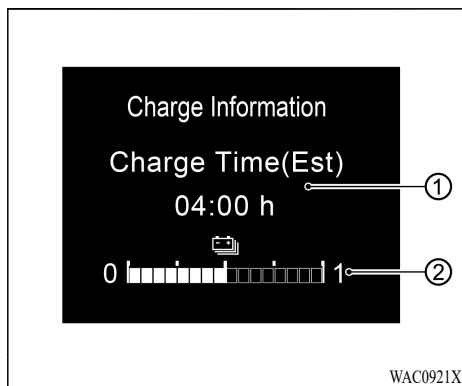 Charge Information
Charge Time(Est)
①
04:00 h
0 1 ②
WAC0921X